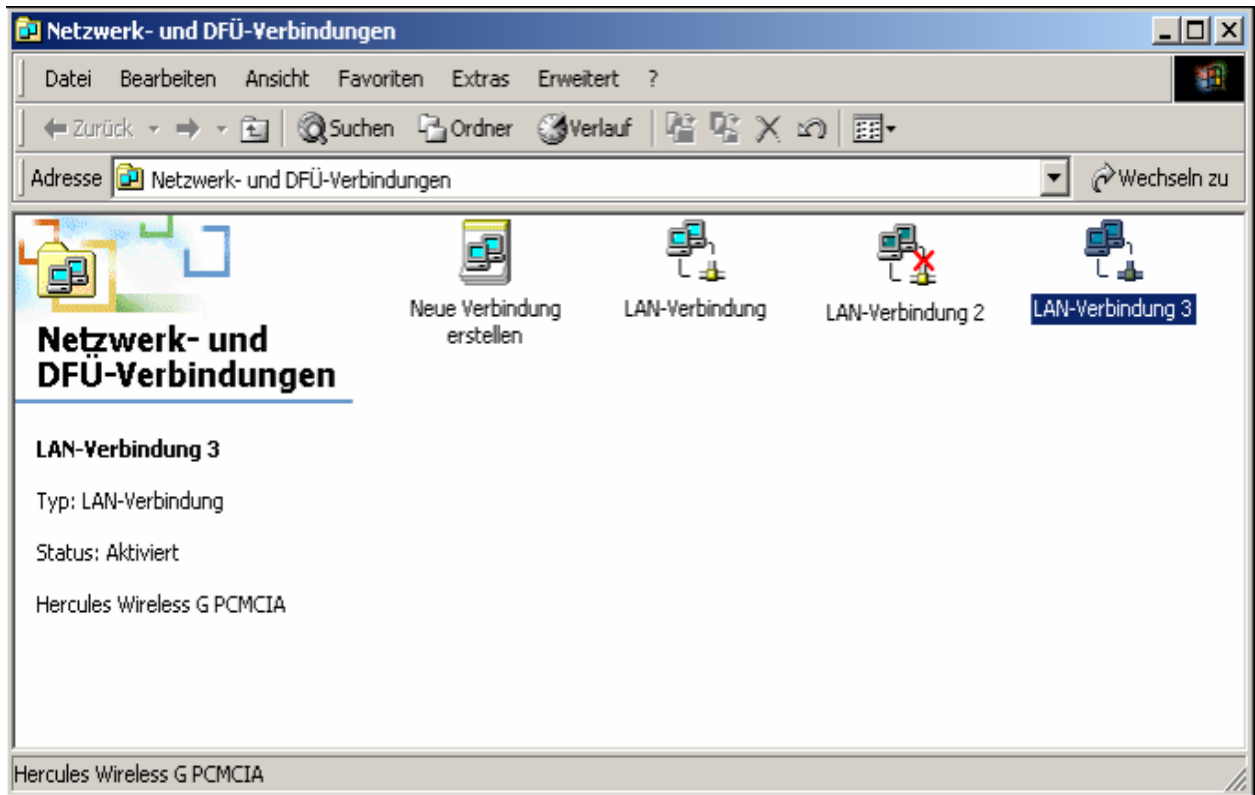 Netzwerk- und DFÜ-Verbindungen
Datei Bearbeiten Ansicht Favoriten Extras Erweitert ?
Zurück Suchen Ordner Verlauf
Adresse Netzwerk- und DFÜ-Verbindungen Wechseln zu
Neue Verbindung
erstellen
LAN-Verbindung
LAN-Verbindung 2
LAN-Verbindung 3
Netzwerk- und
DFÜ-Verbindungen
LAN-Verbindung 3
Typ: LAN-Verbindung
Status: Aktiviert
Hercules Wireless G PCMCIA
Hercules Wireless G PCMCIA